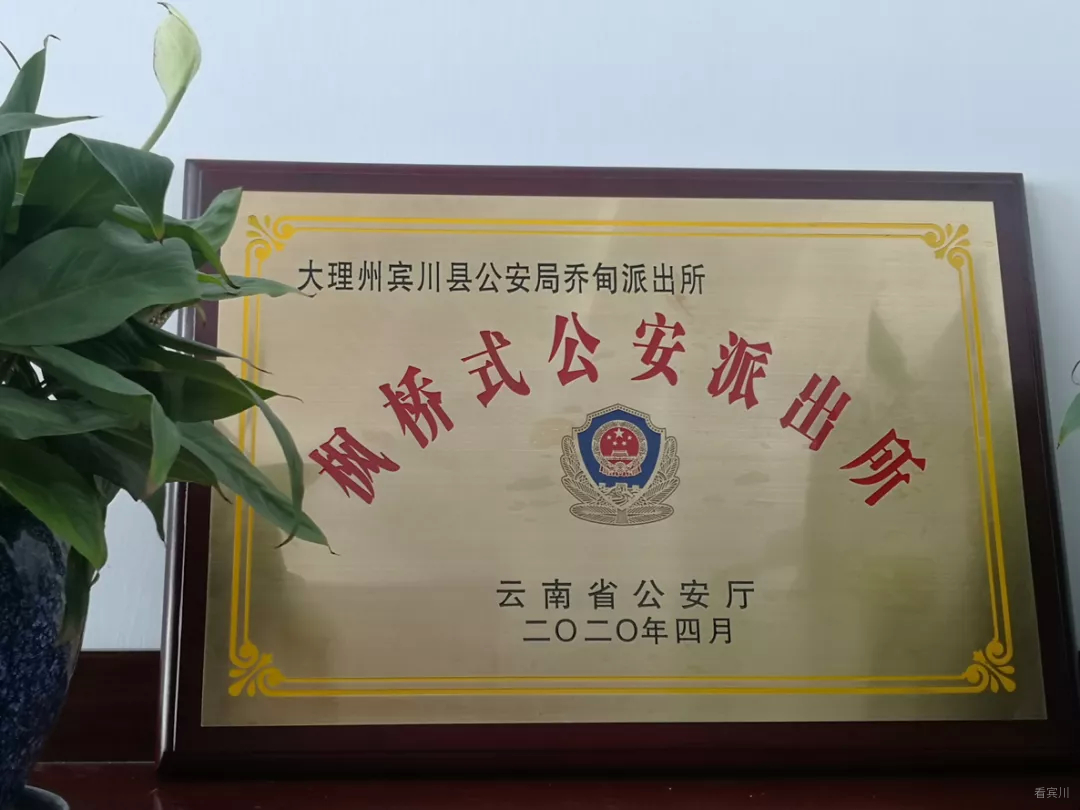 大理州宾川县公安局乔甸派出所
枫桥式公安派出所
云南省公安厅
二〇二〇年四月
看宾川